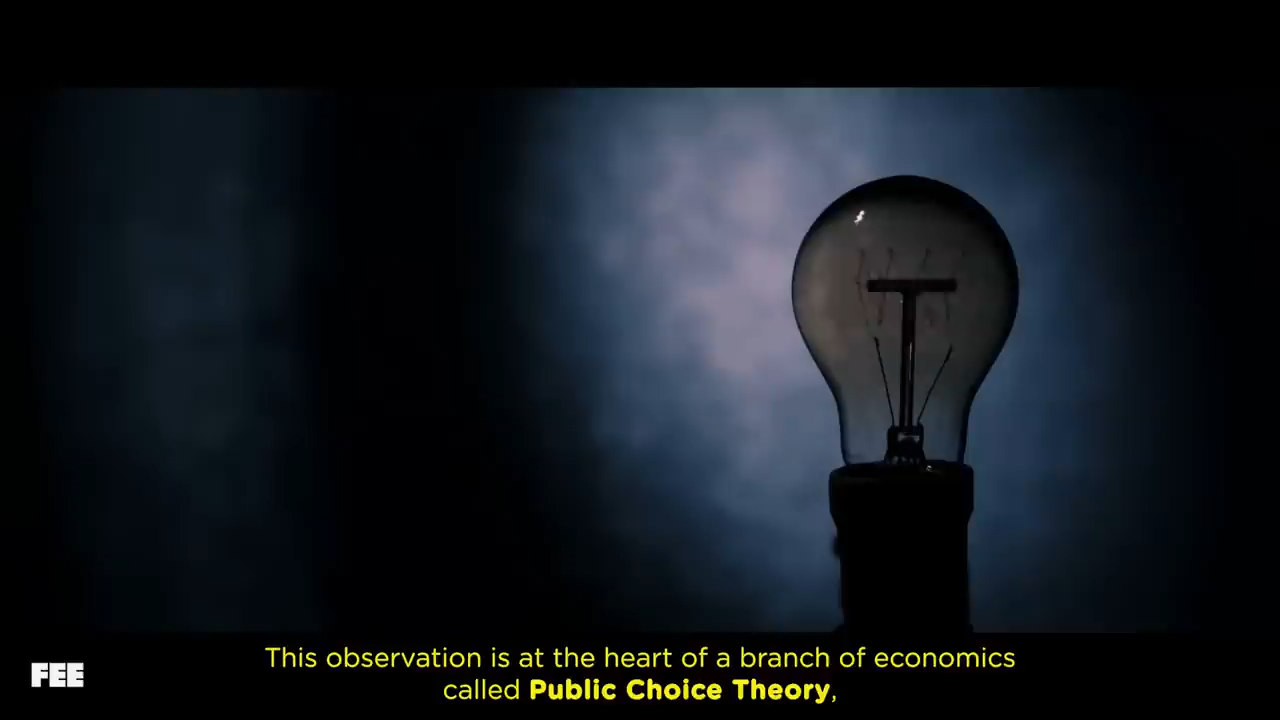 This observation is at the heart of a branch of economics
called Public Choice Theory,
FEE